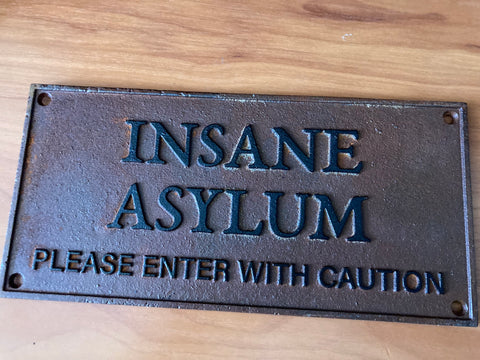 INSANE
ASYLUM
PLEASE ENTER WITH CAUTION